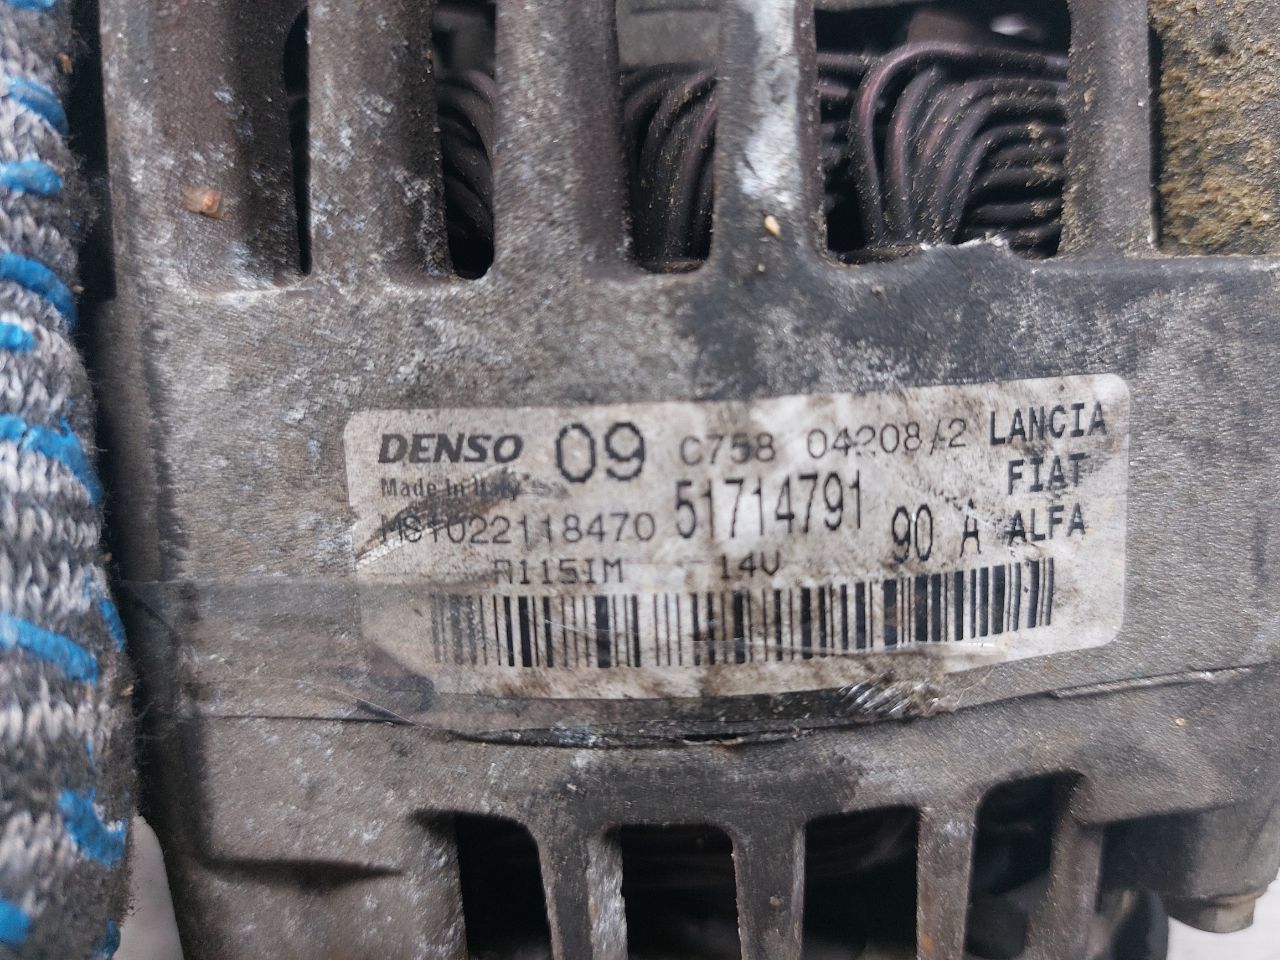 DENSO 09 C758 04208/2 LANCIA
Made in Italy FIAT
MS1022118470 51714791 90 A ALFA
A115IM 14V